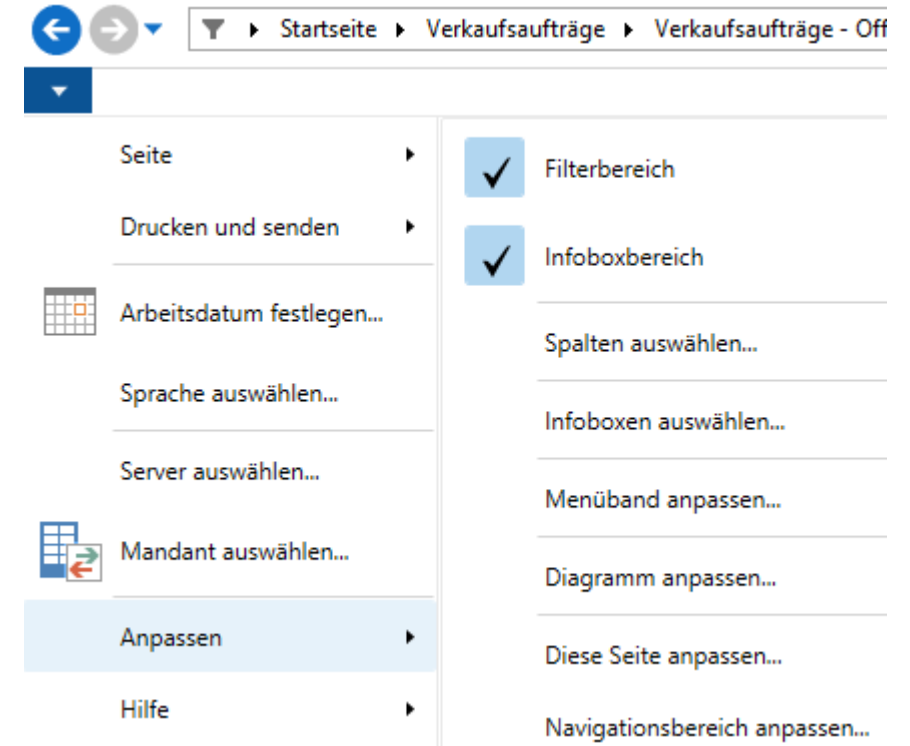 Startseite Verkaufsaufträge Verkaufsaufträge - Off
Seite
Drucken und senden
Arbeitsdatum festlegen...
Sprache auswählen...
Server auswählen...
Mandant auswählen...
Anpassen
Hilfe
Filterbereich
Infoboxbereich
Spalten auswählen...
Infoboxen auswählen...
Menüband anpassen...
Diagramm anpassen...
Diese Seite anpassen...
Navigationsbereich anpassen...